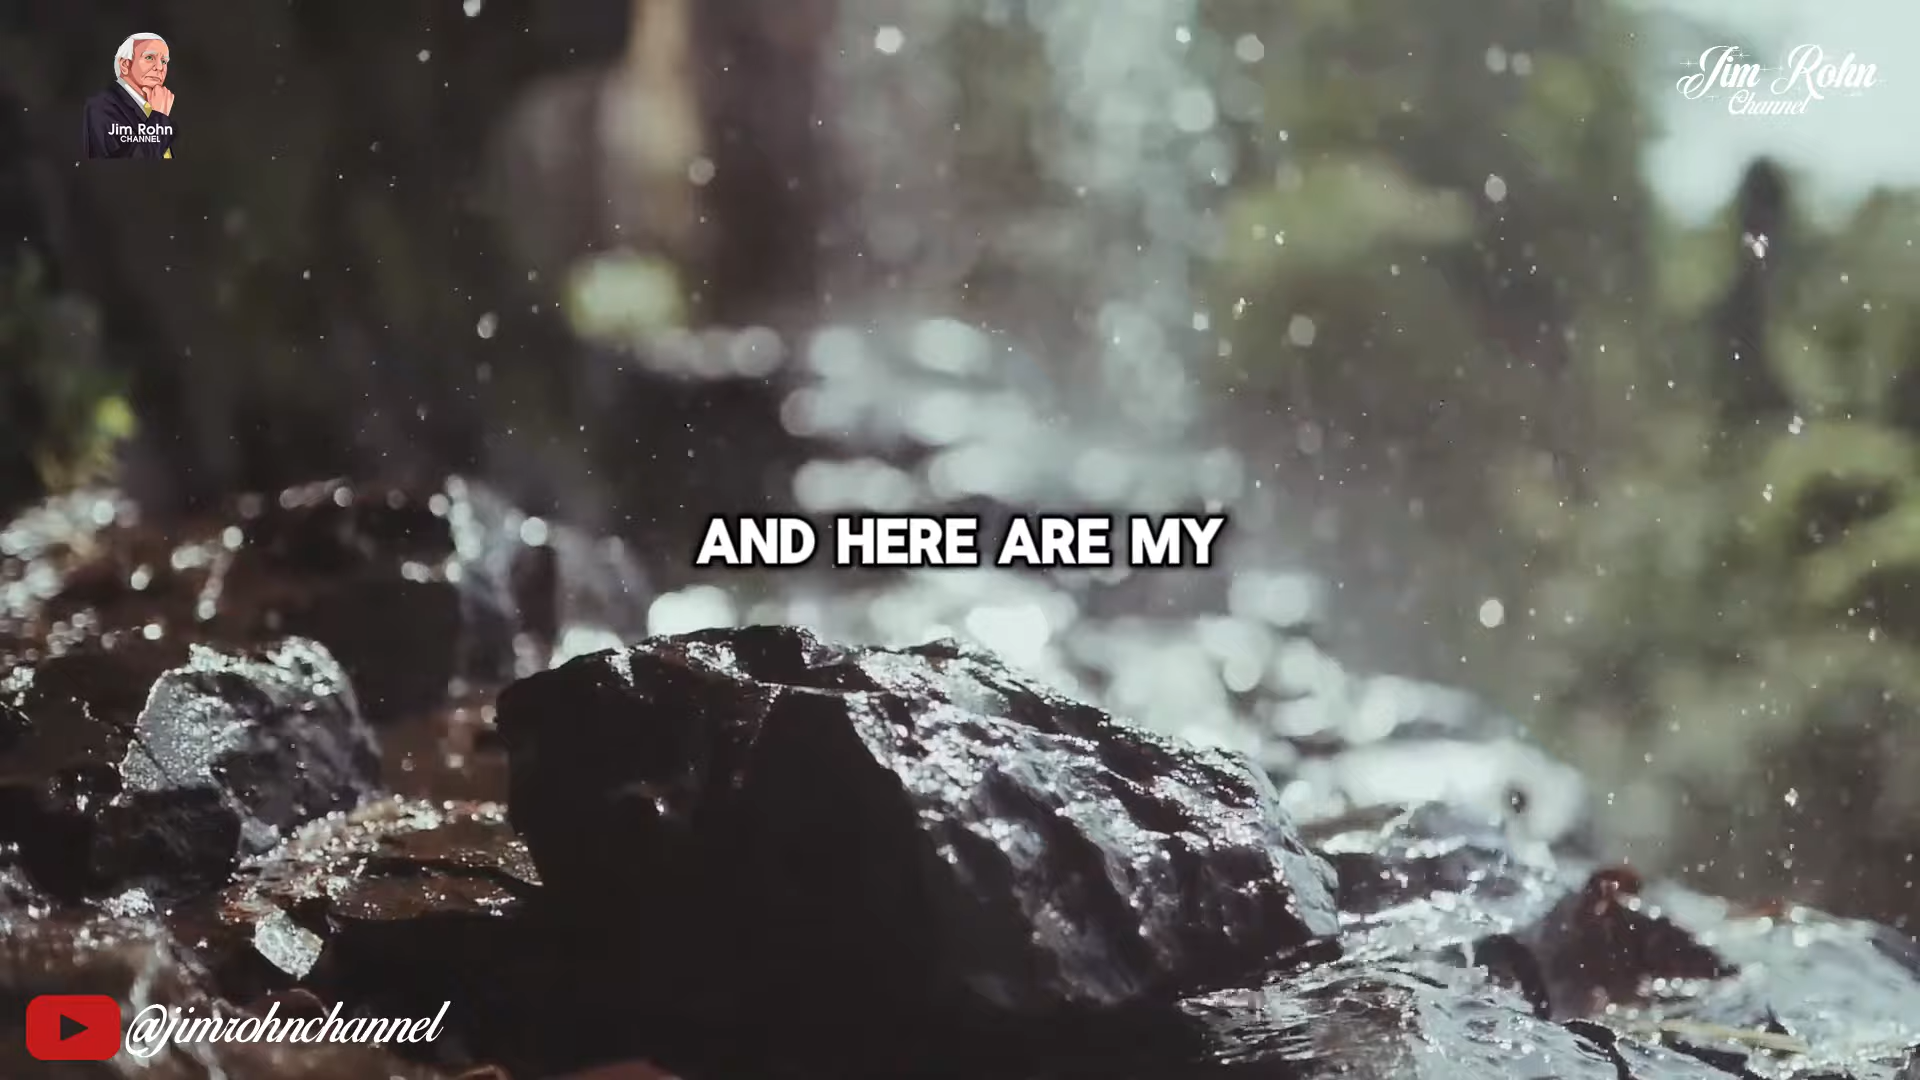 Jim Rohn
CHANNEL
Jim Rohn
Channel
AND HERE ARE MY
@jimrohnchannel